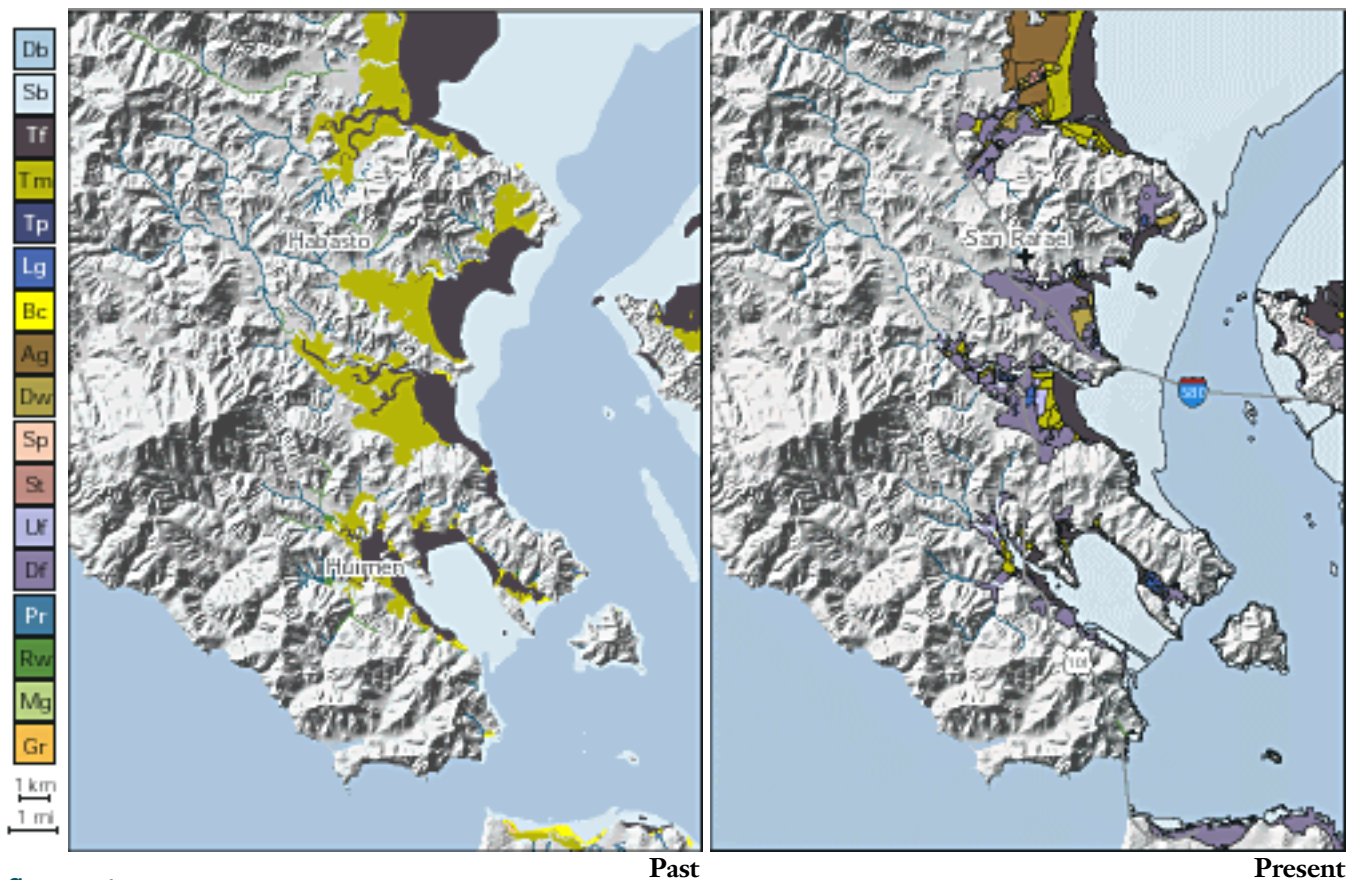 Db
Sb
Tf
Tm
Tp
Lg
Bc
Ag
Dw
Sp
St
Uf
Df
Pr
Rw
Mg
Gr
1 km
1 mi
Habasto
Huimen
Past
San Rafael
580
101
Present